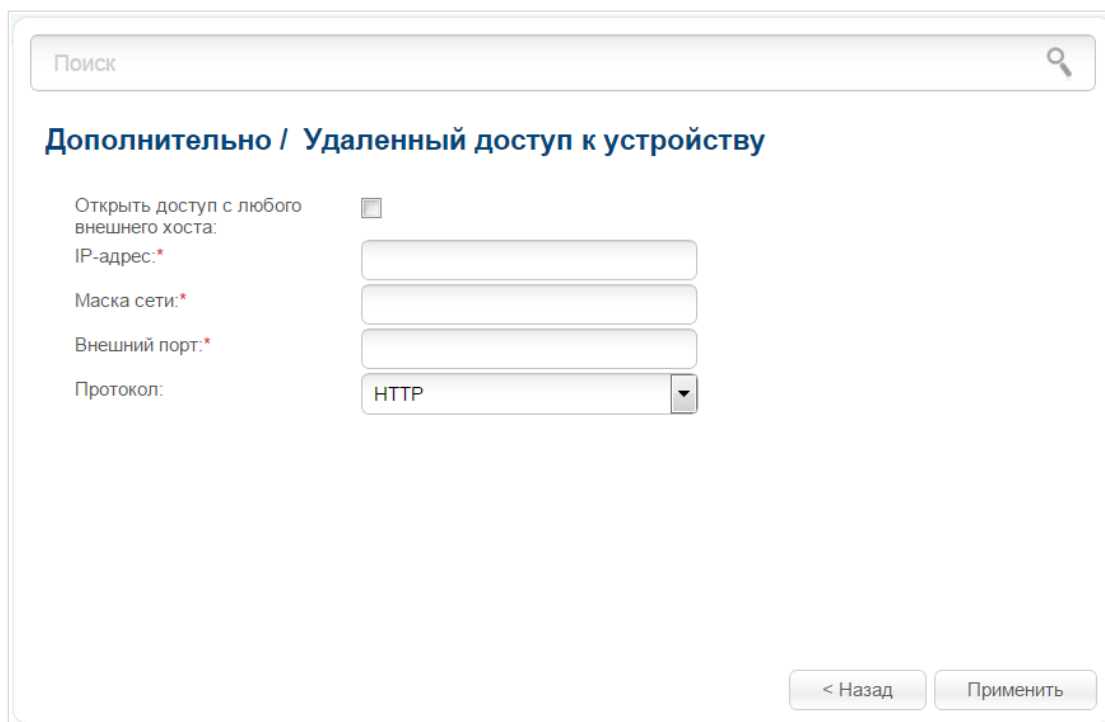 Поиск
Дополнительно / Удаленный доступ к устройству
Открыть доступ с любого
внешнего хоста:
IP-адрес:*
Маска сети:*
Внешний порт:*
Протокол: HTTP
< Назад Применить